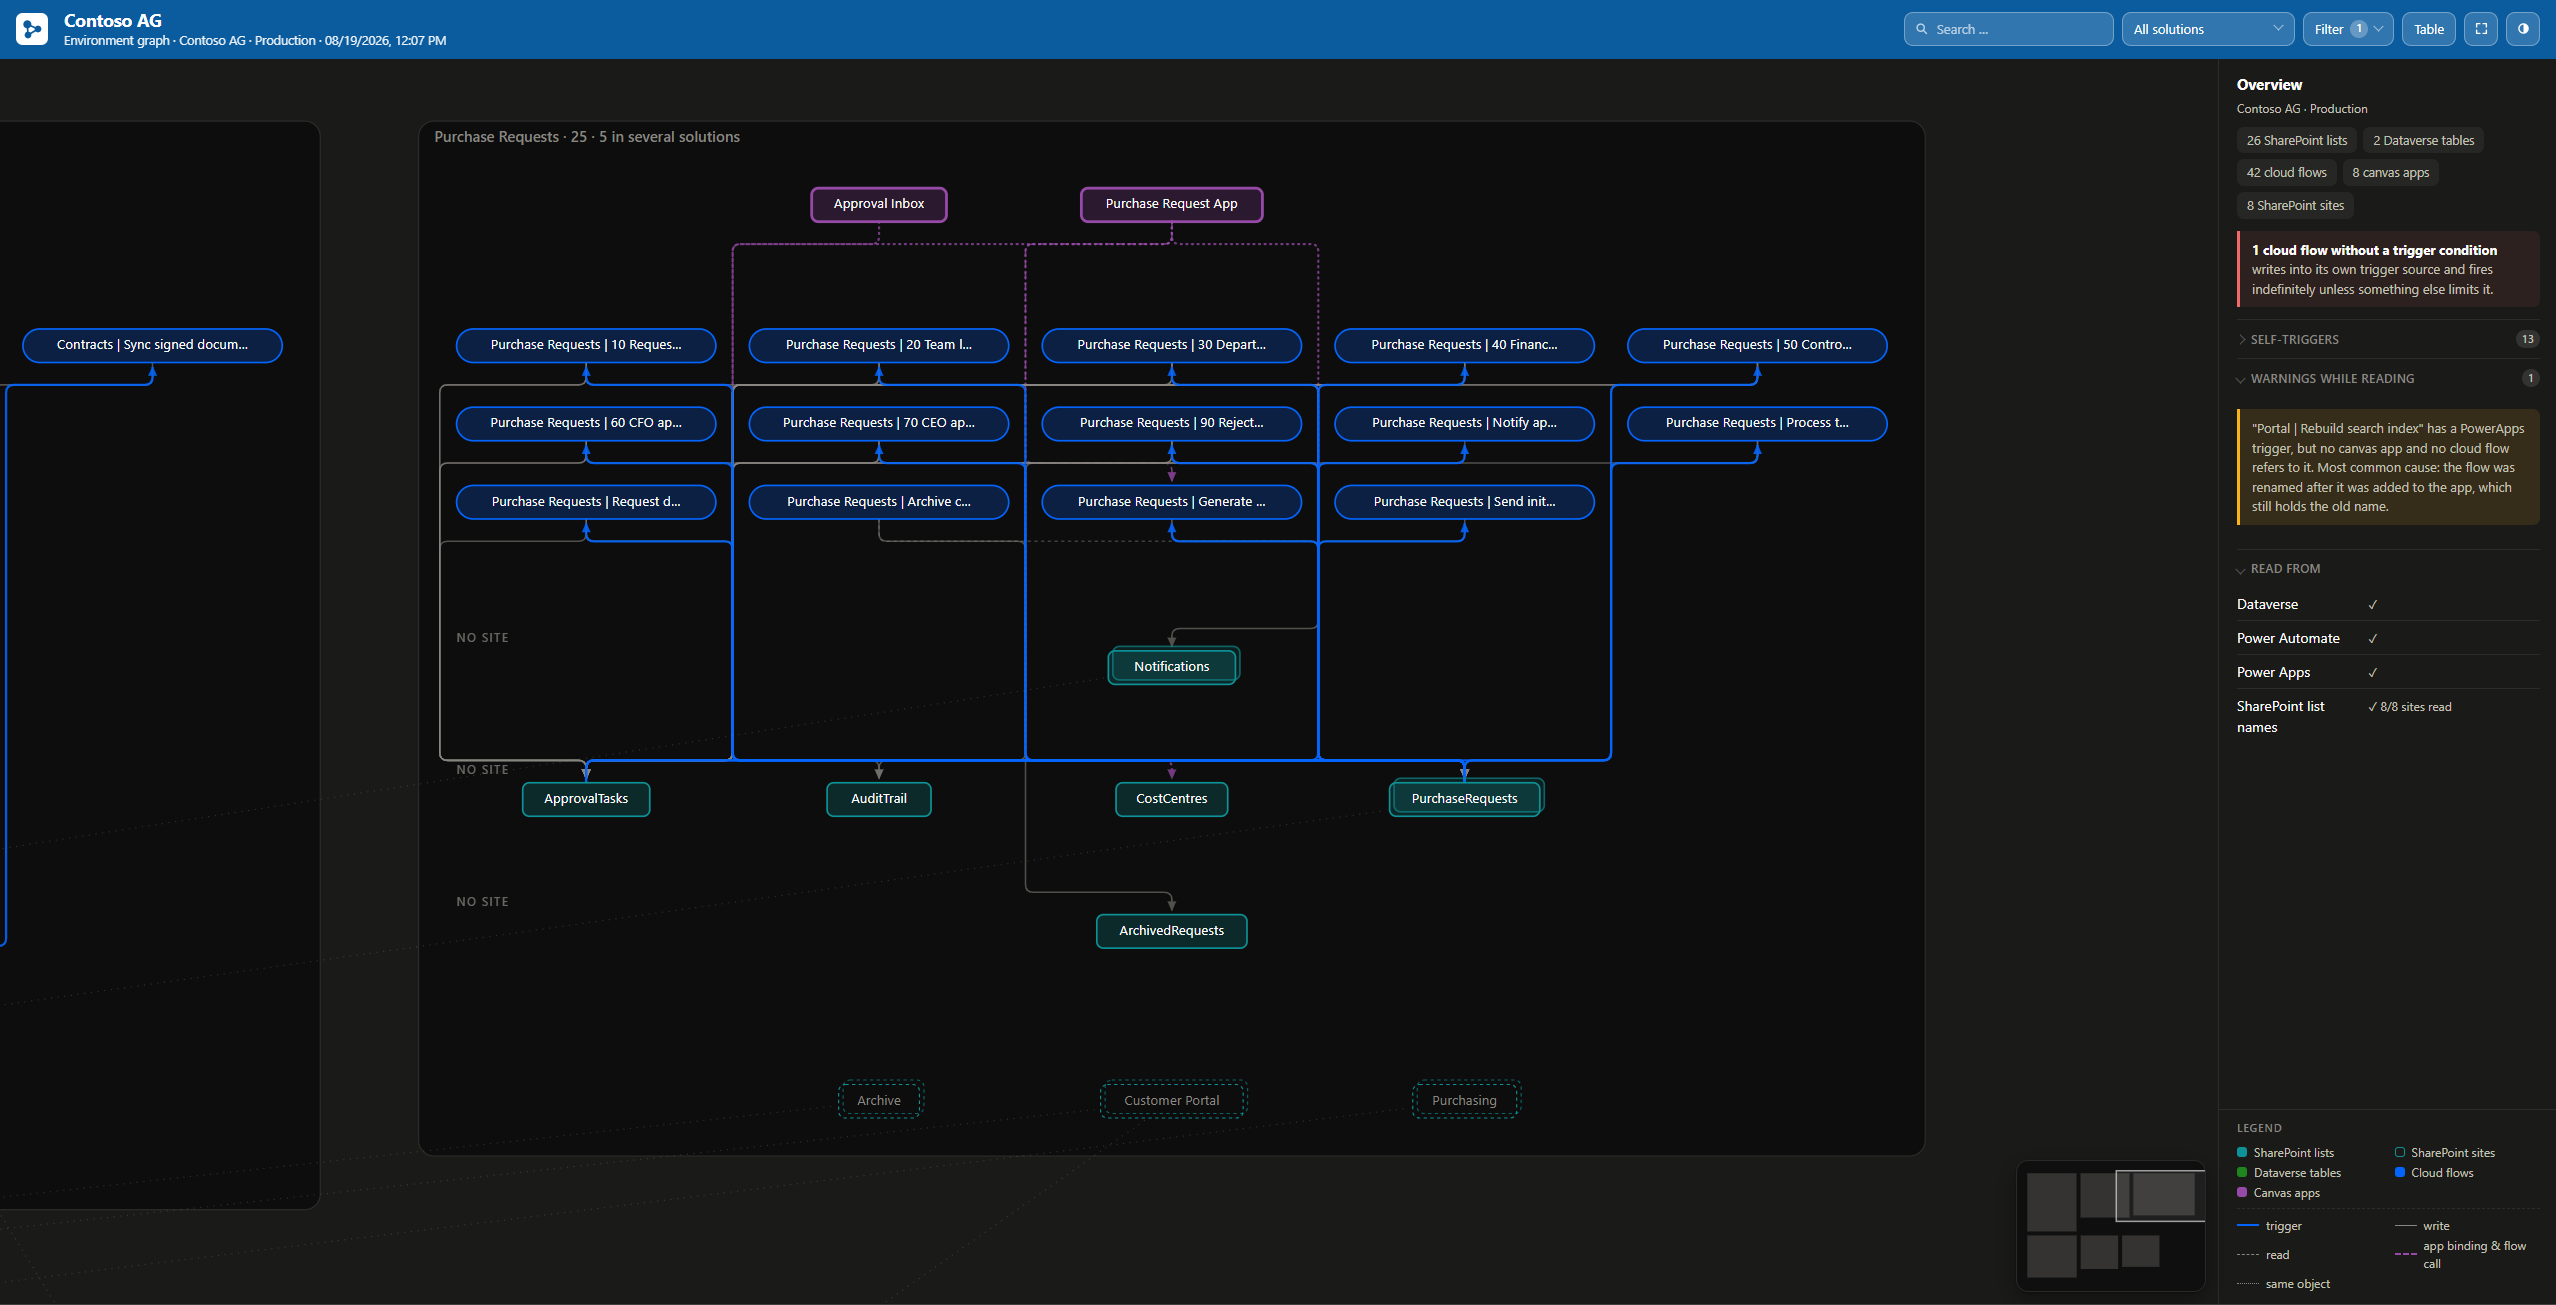 Contoso AG
Environment graph · Contoso AG · Production · 08/19/2026, 12:07 PM
Search ...
All solutions
Filter 1
Table
Purchase Requests · 25 · 5 in several solutions
Approval Inbox
Purchase Request App
Contracts | Sync signed docum...
Purchase Requests | 10 Reques...
Purchase Requests | 20 Team l...
Purchase Requests | 30 Depart...
Purchase Requests | 40 Financ...
Purchase Requests | 50 Contro...
Purchase Requests | 60 CFO ap...
Purchase Requests | 70 CEO ap...
Purchase Requests | 90 Reject...
Purchase Requests | Notify ap...
Purchase Requests | Process t...
Purchase Requests | Request d...
Purchase Requests | Archive c...
Purchase Requests | Generate ...
Purchase Requests | Send init...
NO SITE
Notifications
NO SITE
ApprovalTasks
AuditTrail
CostCentres
PurchaseRequests
NO SITE
ArchivedRequests
Archive
Customer Portal
Purchasing
Overview
Contoso AG · Production
26 SharePoint lists
2 Dataverse tables
42 cloud flows
8 canvas apps
8 SharePoint sites
1 cloud flow without a trigger condition
writes into its own trigger source and fires
indefinitely unless something else limits it.
SELF-TRIGGERS 13
WARNINGS WHILE READING 1
"Portal | Rebuild search index" has a PowerApps
trigger, but no canvas app and no cloud flow
refers to it. Most common cause: the flow was
renamed after it was added to the app, which
still holds the old name.
READ FROM
Dataverse ✓
Power Automate ✓
Power Apps ✓
SharePoint list
names
✓ 8/8 sites read
LEGEND
SharePoint lists
SharePoint sites
Dataverse tables
Cloud flows
Canvas apps
trigger
write
read
app binding & flow
call
same object